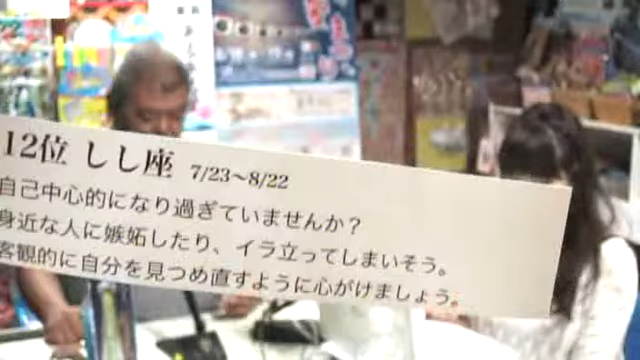 12位 しし座 7/23〜8/22
自己中心的になり過ぎていませんか？
身近な人に嫉妬したり、イラ立ってしまいそう。
客観的に自分を見つめ直すように心がけましょう。